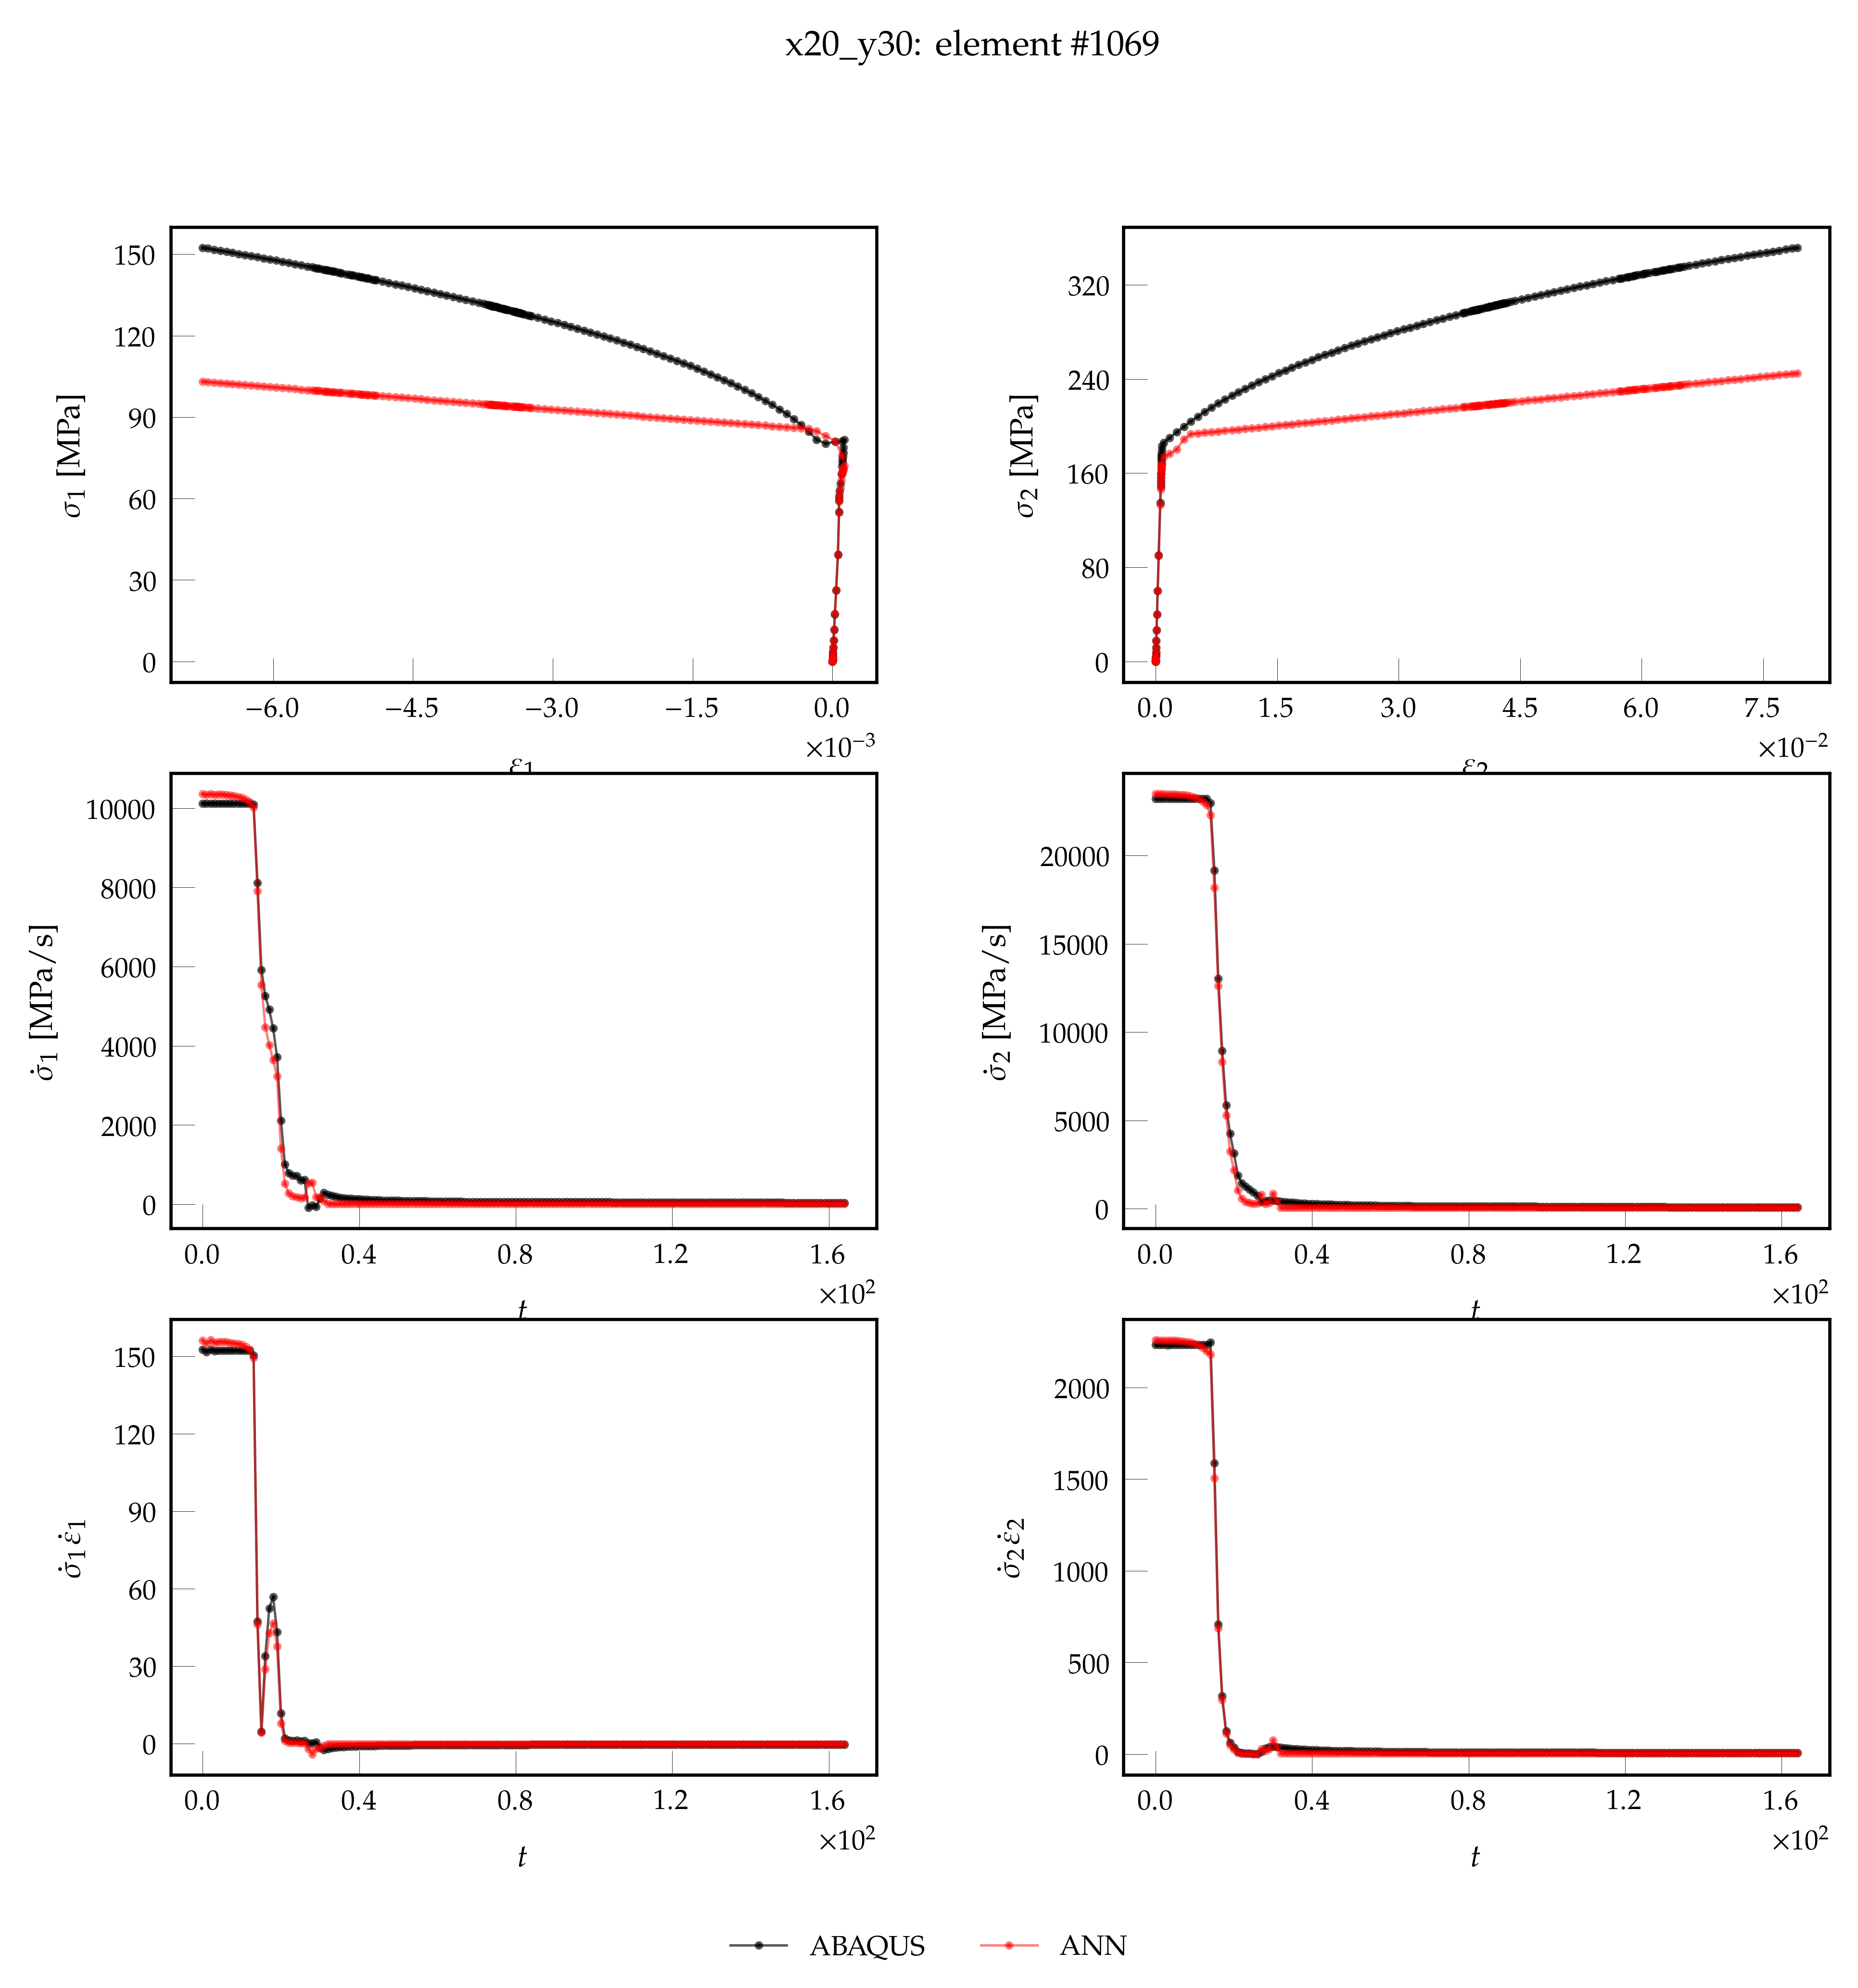 x20_y30: element #1069
σ₁ [MPa]
150
120
90
60
30
0
−6.0 −4.5 −3.0 −1.5 0.0
×10⁻³
ε₁
σ₂ [MPa]
320
240
160
80
0
0.0 1.5 3.0 4.5 6.0 7.5
×10⁻²
ε₂
σ̇₁ [MPa/s]
10000
8000
6000
4000
2000
0
0.0 0.4 0.8 1.2 1.6
×10²
t
σ̇₂ [MPa/s]
20000
15000
10000
5000
0
0.0 0.4 0.8 1.2 1.6
×10²
t
σ̇₁ε̇₁
150
120
90
60
30
0
0.0 0.4 0.8 1.2 1.6
×10²
t
σ̇₂ε̇₂
2000
1500
1000
500
0
0.0 0.4 0.8 1.2 1.6
×10²
t
ABAQUS ANN